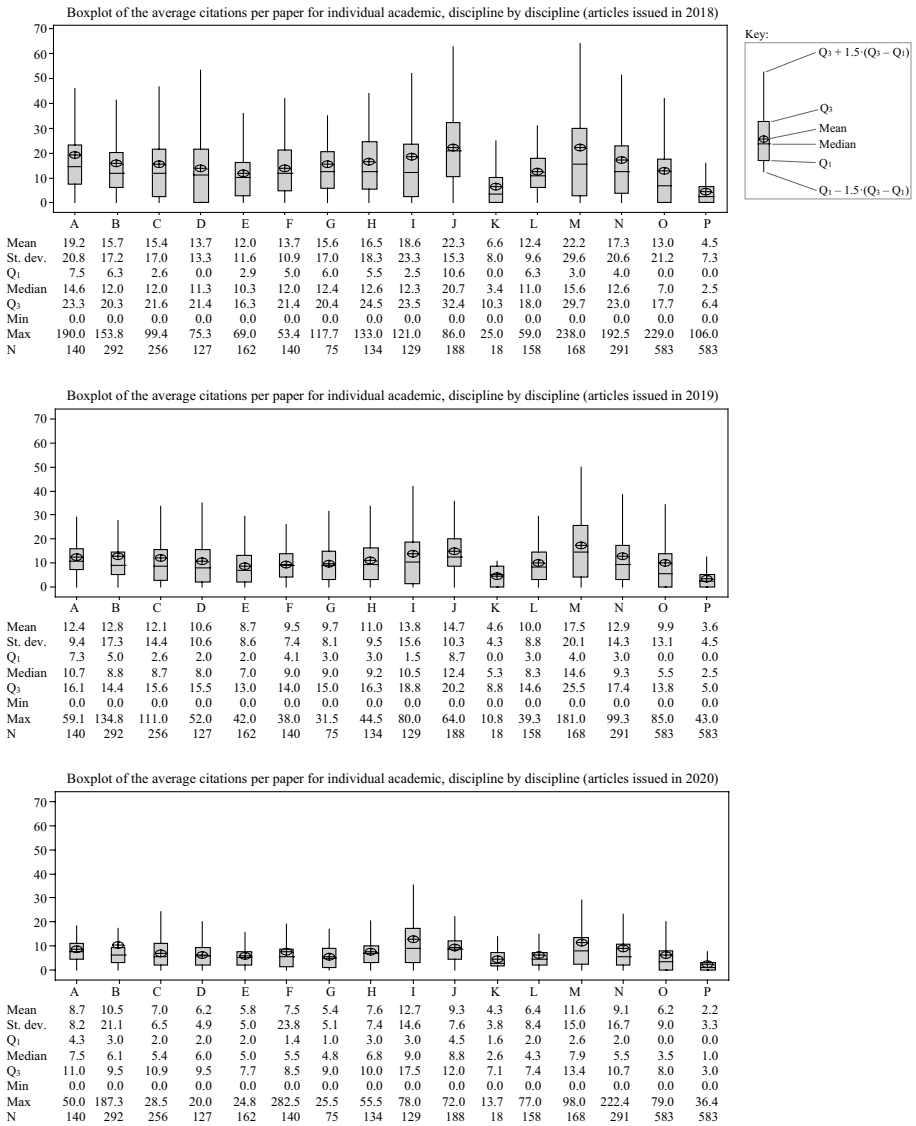 Boxplot of the average citations per paper for individual academic, discipline by discipline (articles issued in 2018)
70
60
50
40
30
20
10
0
A B C D E F G H I J K L M N O P
Mean 19.2 15.7 15.4 13.7 12.0 13.7 15.6 16.5 18.6 22.3 6.6 12.4 22.2 17.3 13.0 4.5
St. dev. 20.8 17.2 17.0 13.3 11.6 10.9 17.0 18.3 23.3 15.3 8.0 9.6 29.6 20.6 21.2 7.3
Q1 7.5 6.3 2.6 0.0 2.9 5.0 6.0 5.5 2.5 10.6 0.0 6.3 3.0 4.0 0.0 0.0
Median 14.6 12.0 12.0 11.3 10.3 12.0 12.4 12.6 12.3 20.7 3.4 11.0 15.6 12.6 7.0 2.5
Q3 23.3 20.3 21.6 21.4 16.3 21.4 20.4 24.5 23.5 32.4 10.3 18.0 29.7 23.0 17.7 6.4
Min 0.0 0.0 0.0 0.0 0.0 0.0 0.0 0.0 0.0 0.0 0.0 0.0 0.0 0.0 0.0 0.0
Max 190.0 153.8 99.4 75.3 69.0 53.4 117.7 133.0 121.0 86.0 25.0 59.0 238.0 192.5 229.0 106.0
N 140 292 256 127 162 140 75 134 129 188 18 158 168 291 583 583
Key:
Q3 + 1.5·(Q3 – Q1)
Q3
Mean
Median
Q1
Q1 – 1.5·(Q3 – Q1)
Boxplot of the average citations per paper for individual academic, discipline by discipline (articles issued in 2019)
70
60
50
40
30
20
10
0
A B C D E F G H I J K L M N O P
Mean 12.4 12.8 12.1 10.6 8.7 9.5 9.7 11.0 13.8 14.7 4.6 10.0 17.5 12.9 9.9 3.6
St. dev. 9.4 17.3 14.4 10.6 8.6 7.4 8.1 9.5 15.6 10.3 4.3 8.8 20.1 14.3 13.1 4.5
Q1 7.3 5.0 2.6 2.0 2.0 4.1 3.0 3.0 1.5 8.7 0.0 3.0 4.0 3.0 0.0 0.0
Median 10.7 8.8 8.7 8.0 7.0 9.0 9.0 9.2 10.5 12.4 5.3 8.3 14.6 9.3 5.5 2.5
Q3 16.1 14.4 15.6 15.5 13.0 14.0 15.0 16.3 18.8 20.2 8.8 14.6 25.5 17.4 13.8 5.0
Min 0.0 0.0 0.0 0.0 0.0 0.0 0.0 0.0 0.0 0.0 0.0 0.0 0.0 0.0 0.0 0.0
Max 59.1 134.8 111.0 52.0 42.0 38.0 31.5 44.5 80.0 64.0 10.8 39.3 181.0 99.3 85.0 43.0
N 140 292 256 127 162 140 75 134 129 188 18 158 168 291 583 583
Boxplot of the average citations per paper for individual academic, discipline by discipline (articles issued in 2020)
70
60
50
40
30
20
10
0
A B C D E F G H I J K L M N O P
Mean 8.7 10.5 7.0 6.2 5.8 7.5 5.4 7.6 12.7 9.3 4.3 6.4 11.6 9.1 6.2 2.2
St. dev. 8.2 21.1 6.5 4.9 5.0 23.8 5.1 7.4 14.6 7.6 3.8 8.4 15.0 16.7 9.0 3.3
Q1 4.3 3.0 2.0 2.0 2.0 1.4 1.0 3.0 3.0 4.5 1.6 2.0 2.6 2.0 0.0 0.0
Median 7.5 6.1 5.4 6.0 5.0 5.5 4.8 6.8 9.0 8.8 2.6 4.3 7.9 5.5 3.5 1.0
Q3 11.0 9.5 10.9 9.5 7.7 8.5 9.0 10.0 17.5 12.0 7.1 7.4 13.4 10.7 8.0 3.0
Min 0.0 0.0 0.0 0.0 0.0 0.0 0.0 0.0 0.0 0.0 0.0 0.0 0.0 0.0 0.0 0.0
Max 50.0 187.3 28.5 20.0 24.8 282.5 25.5 55.5 78.0 72.0 13.7 77.0 98.0 222.4 79.0 36.4
N 140 292 256 127 162 140 75 134 129 188 18 158 168 291 583 583